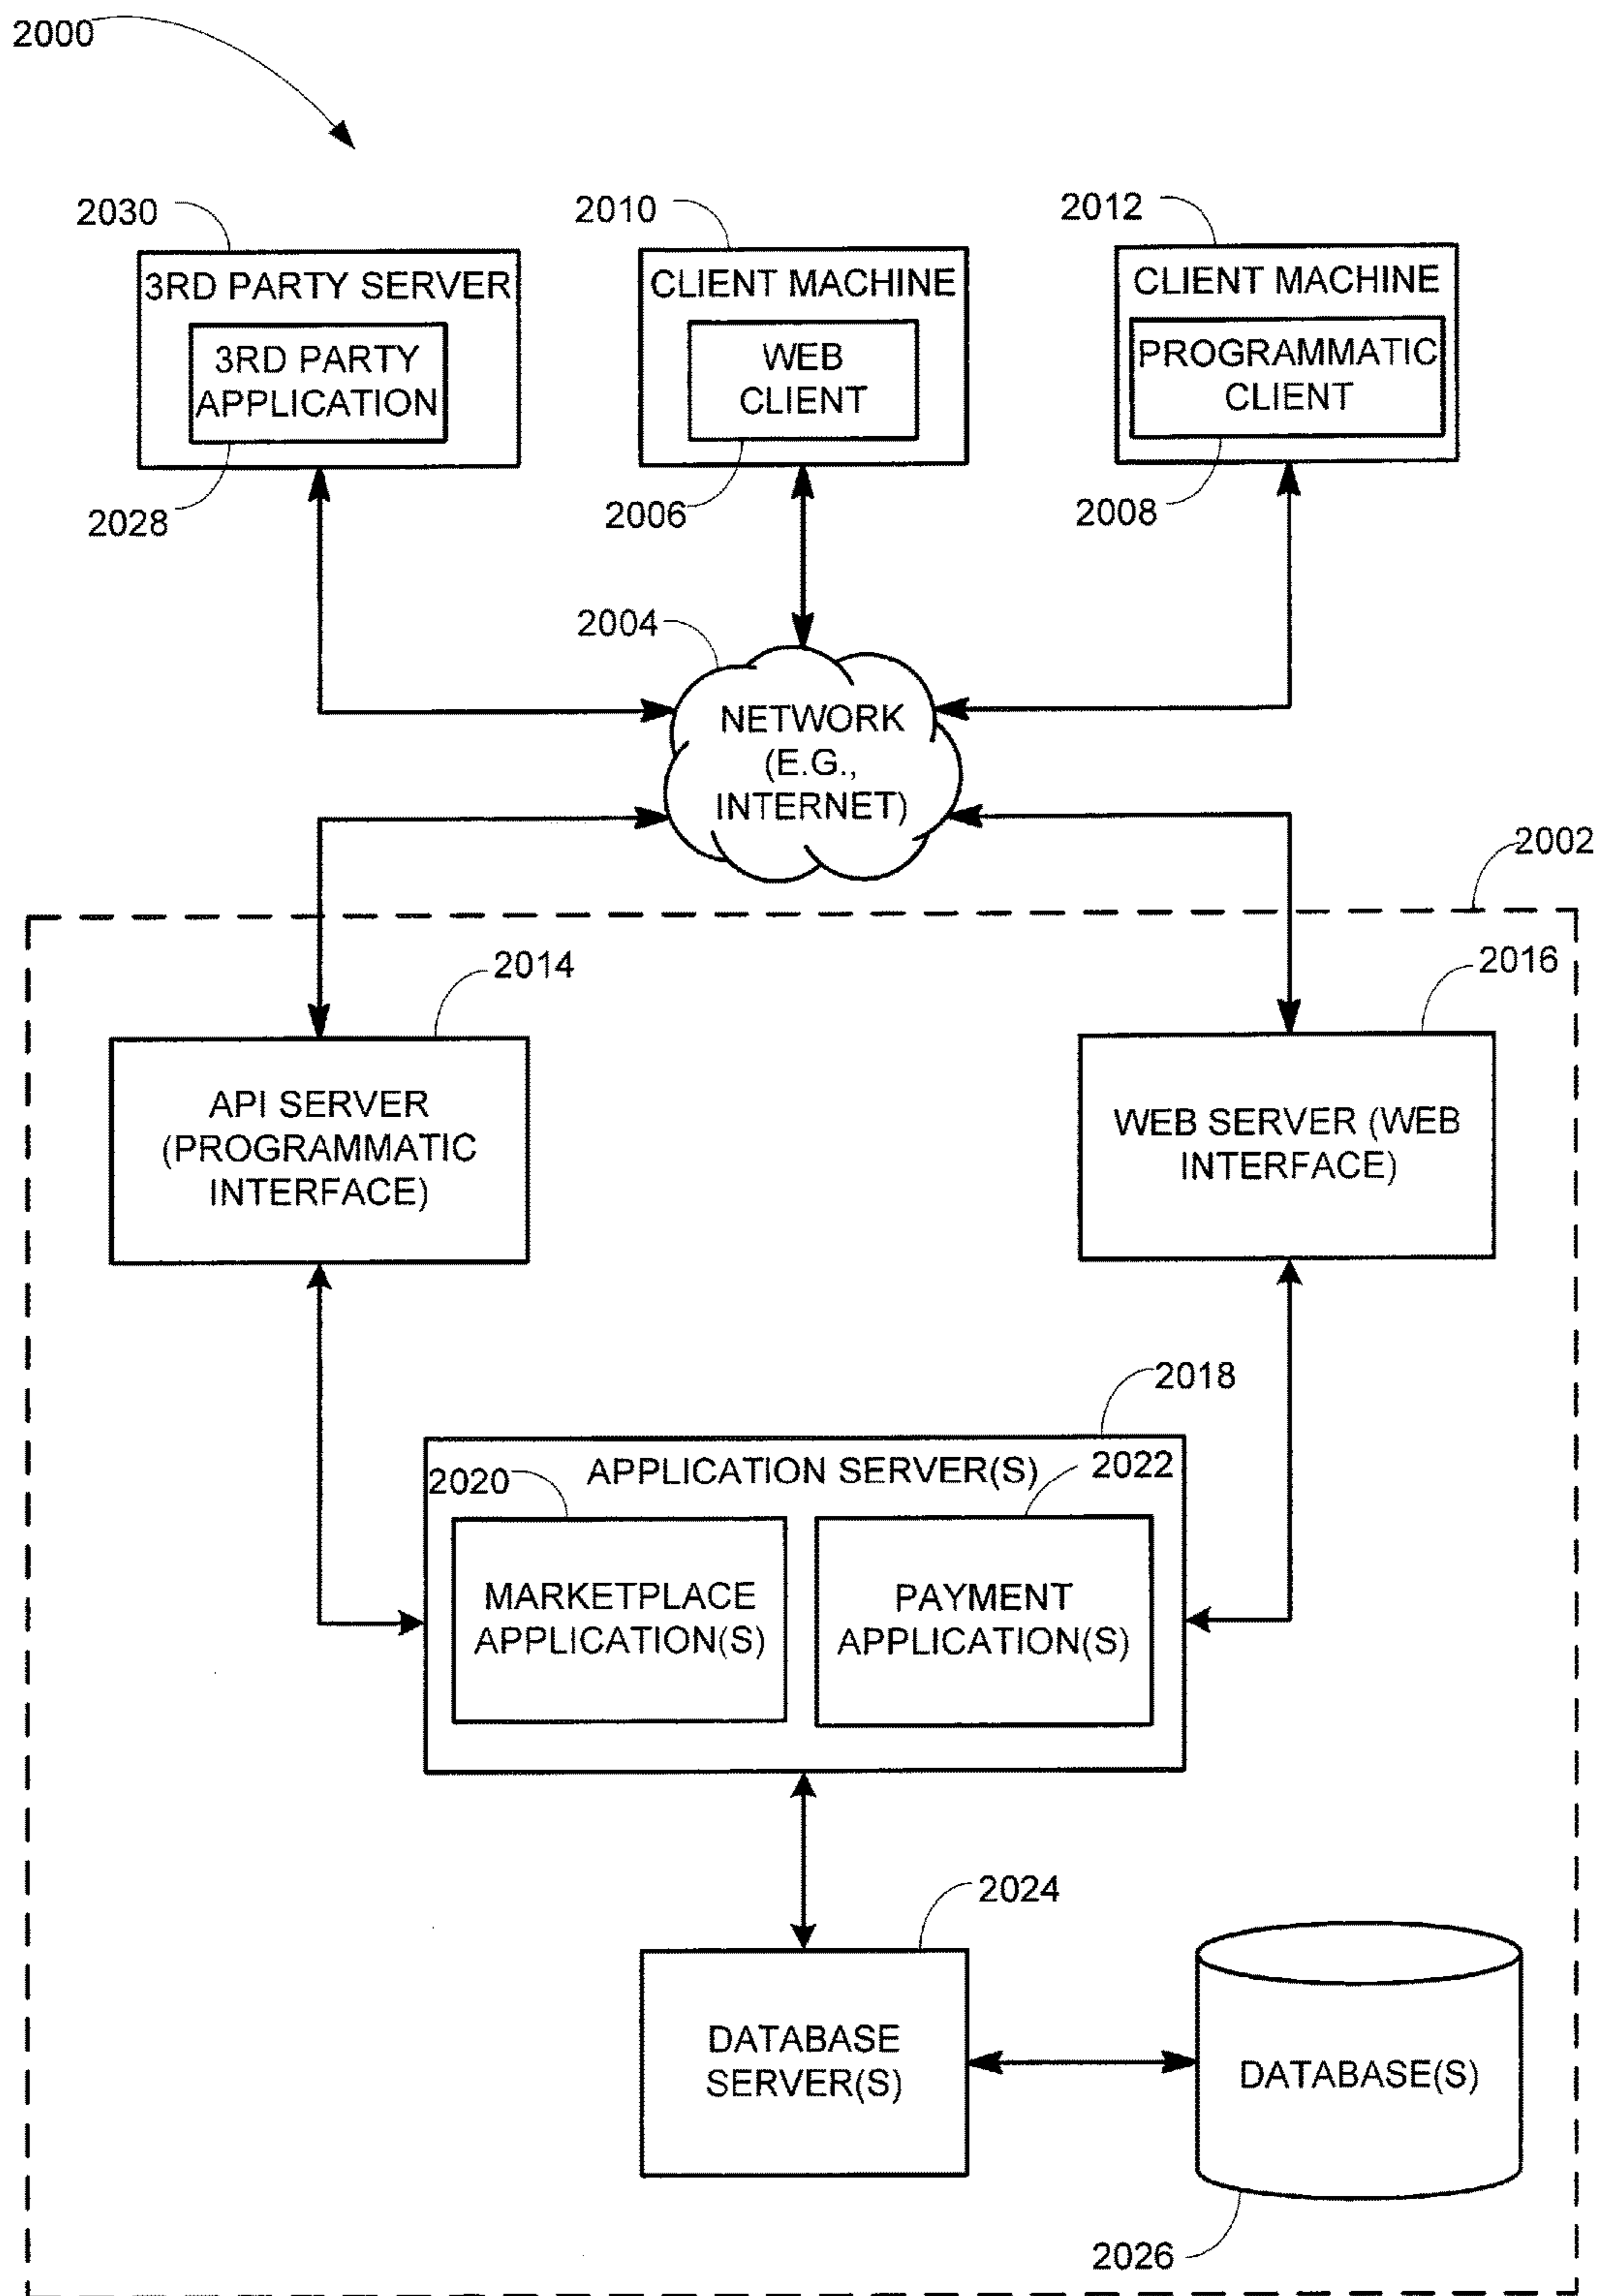 2000
2030
2010
2012
3RD PARTY SERVER
CLIENT MACHINE
CLIENT MACHINE
3RD PARTY
APPLICATION
WEB
CLIENT
PROGRAMMATIC
CLIENT
2028
2006
2008
2004
NETWORK
(E.G.,
INTERNET)
2002
2014
2016
API SERVER
(PROGRAMMATIC
INTERFACE)
WEB SERVER (WEB
INTERFACE)
2018
APPLICATION SERVER(S)
2020
2022
MARKETPLACE
APPLICATION(S)
PAYMENT
APPLICATION(S)
2024
DATABASE
SERVER(S)
DATABASE(S)
2026